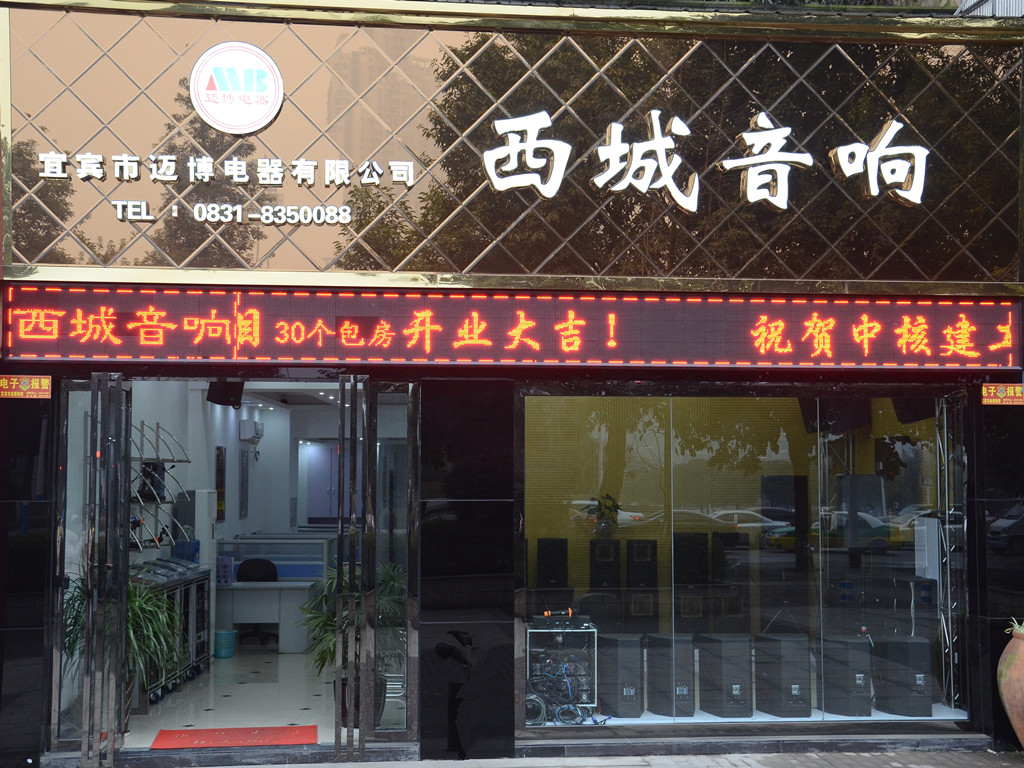 MB
迈博电器
宜宾市迈博电器有限公司
TEL：0831-8350088
西城音响
西城音响目 30个包房开业大吉！ 祝贺中核建
电子 报警
电子 报警